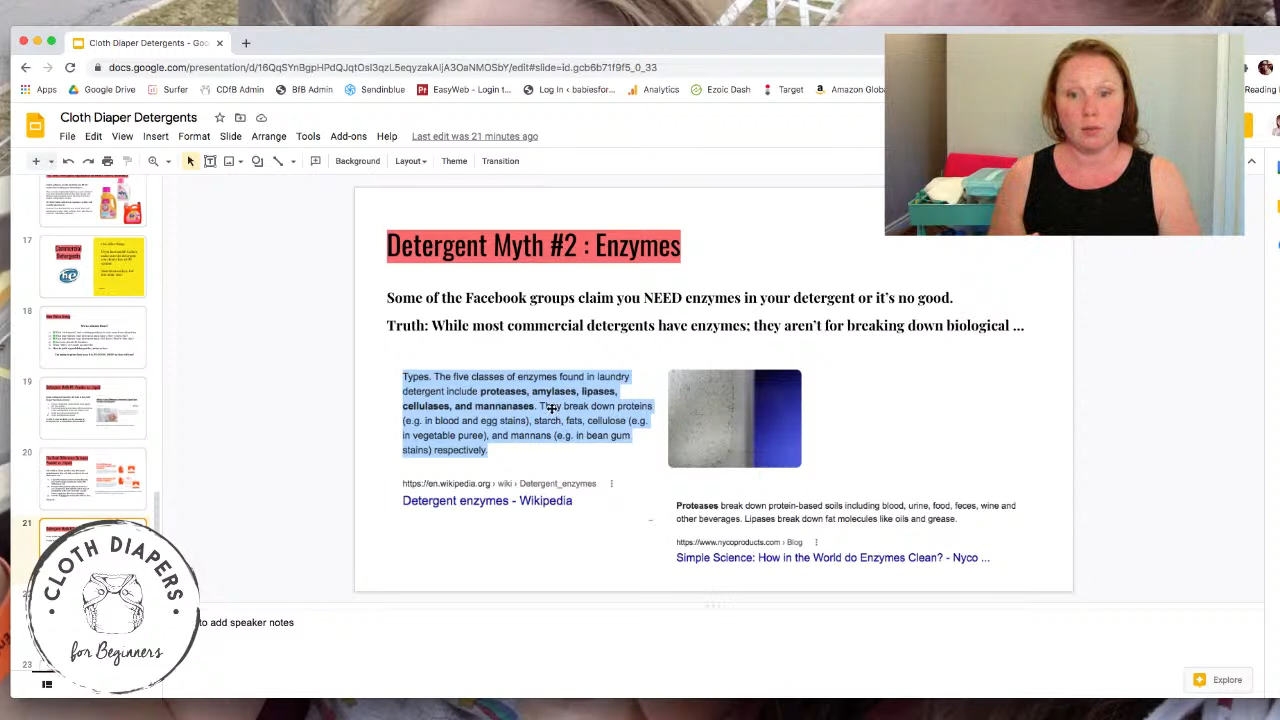 Cloth Diaper Detergents - Goo
docs.google.com/presentation/d/16QqSYnBgpHPdQJqtOsI3qzL5eqyzakAljA3OaNMOSbY/edit#slide=id.gcb6b71f9f5_0_33
Apps
Google Drive
Surfer
CDfB Admin
BfB Admin
Sendinblue
EasyWeb - Login t...
Log In ‹ babiesfor...
Analytics
Ezoic Dash
Target
Amazon Global
Reading
Cloth Diaper Detergents
File Edit View Insert Format Slide Arrange Tools Add-ons Help
Last edit was 21 minutes ago
Background Layout Theme Transition
17
Commercial
Detergents
he
18
19
20
21
23
Detergent Myth #2 : Enzymes
Some of the Facebook groups claim you NEED enzymes in your detergent or it's no good.
Truth: While most commercial detergents have enzymes; they aren't for breaking down biological ...
Types. The five classes of enzymes found in laundry
detergent include proteases, amylases, lipases,
cellulases, and mannanases. They break down proteins
(e.g. in blood and egg stains), starch, fats, cellulose (e.g.
in vegetable puree), and mannans (e.g. in bean gum
stains) respectively.
Detergent_enzymes
Detergent enzymes - Wikipedia
Proteases break down protein-based soils including blood, urine, food, feces, wine and
other beverages. Lipases break down fat molecules like oils and grease.
https://www.nycoproducts.com › Blog
Simple Science: How in the World do Enzymes Clean? - Nyco ...
to add speaker notes
Explore
CLOTH DIAPERS
for Beginners